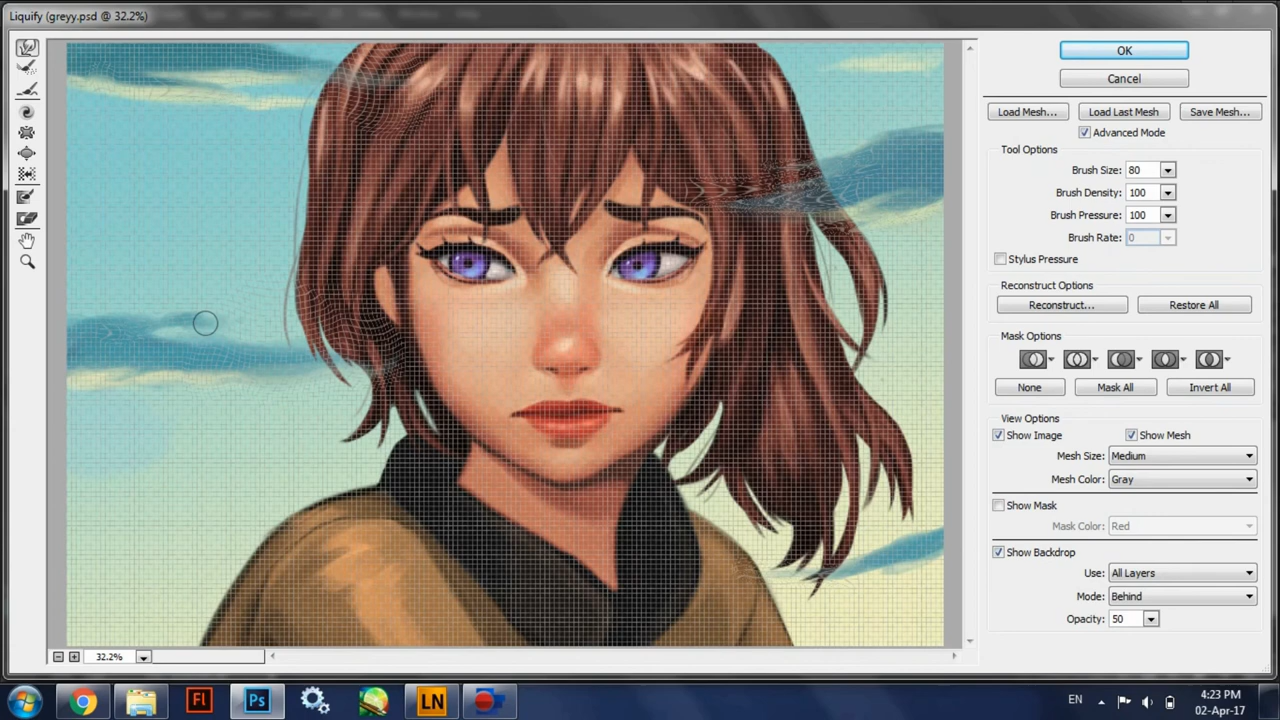 Liquify (greyy.psd @ 32.2%)
OK
Cancel
Load Mesh... Load Last Mesh Save Mesh...
Advanced Mode
Tool Options
Brush Size: 80
Brush Density: 100
Brush Pressure: 100
Brush Rate: 0
Stylus Pressure
Reconstruct Options
Reconstruct... Restore All
Mask Options
None Mask All Invert All
View Options
Show Image Show Mesh
Mesh Size: Medium
Mesh Color: Gray
Show Mask
Mask Color: Red
Show Backdrop
Use: All Layers
Mode: Behind
Opacity: 50
32.2%
Fl Ps LN
EN
4:23 PM
02-Apr-17